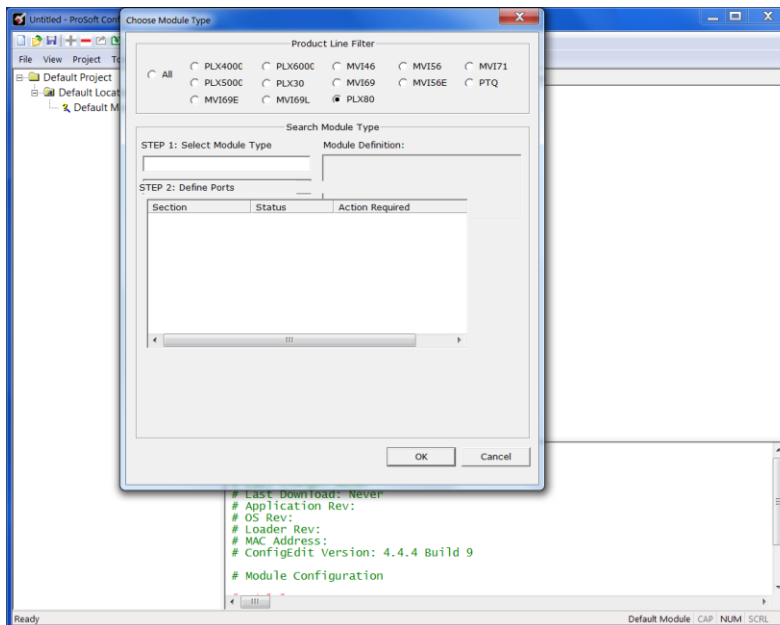 Untitled - ProSoft Conf
File View Project To
Default Project
Default Locat
Default M
Choose Module Type
Product Line Filter
All
PLX400C PLX600C MVI46 MVI56 MVI71
PLX500C PLX30 MVI69 MVI56E PTQ
MVI69E MVI69L PLX80
Search Module Type
STEP 1: Select Module Type Module Definition:
STEP 2: Define Ports
Section Status Action Required
OK Cancel
# Last Download: Never
# Application Rev:
# OS Rev:
# Loader Rev:
# MAC Address:
# ConfigEdit Version: 4.4.4 Build 9
# Module Configuration
Ready Default Module CAP NUM SCRL